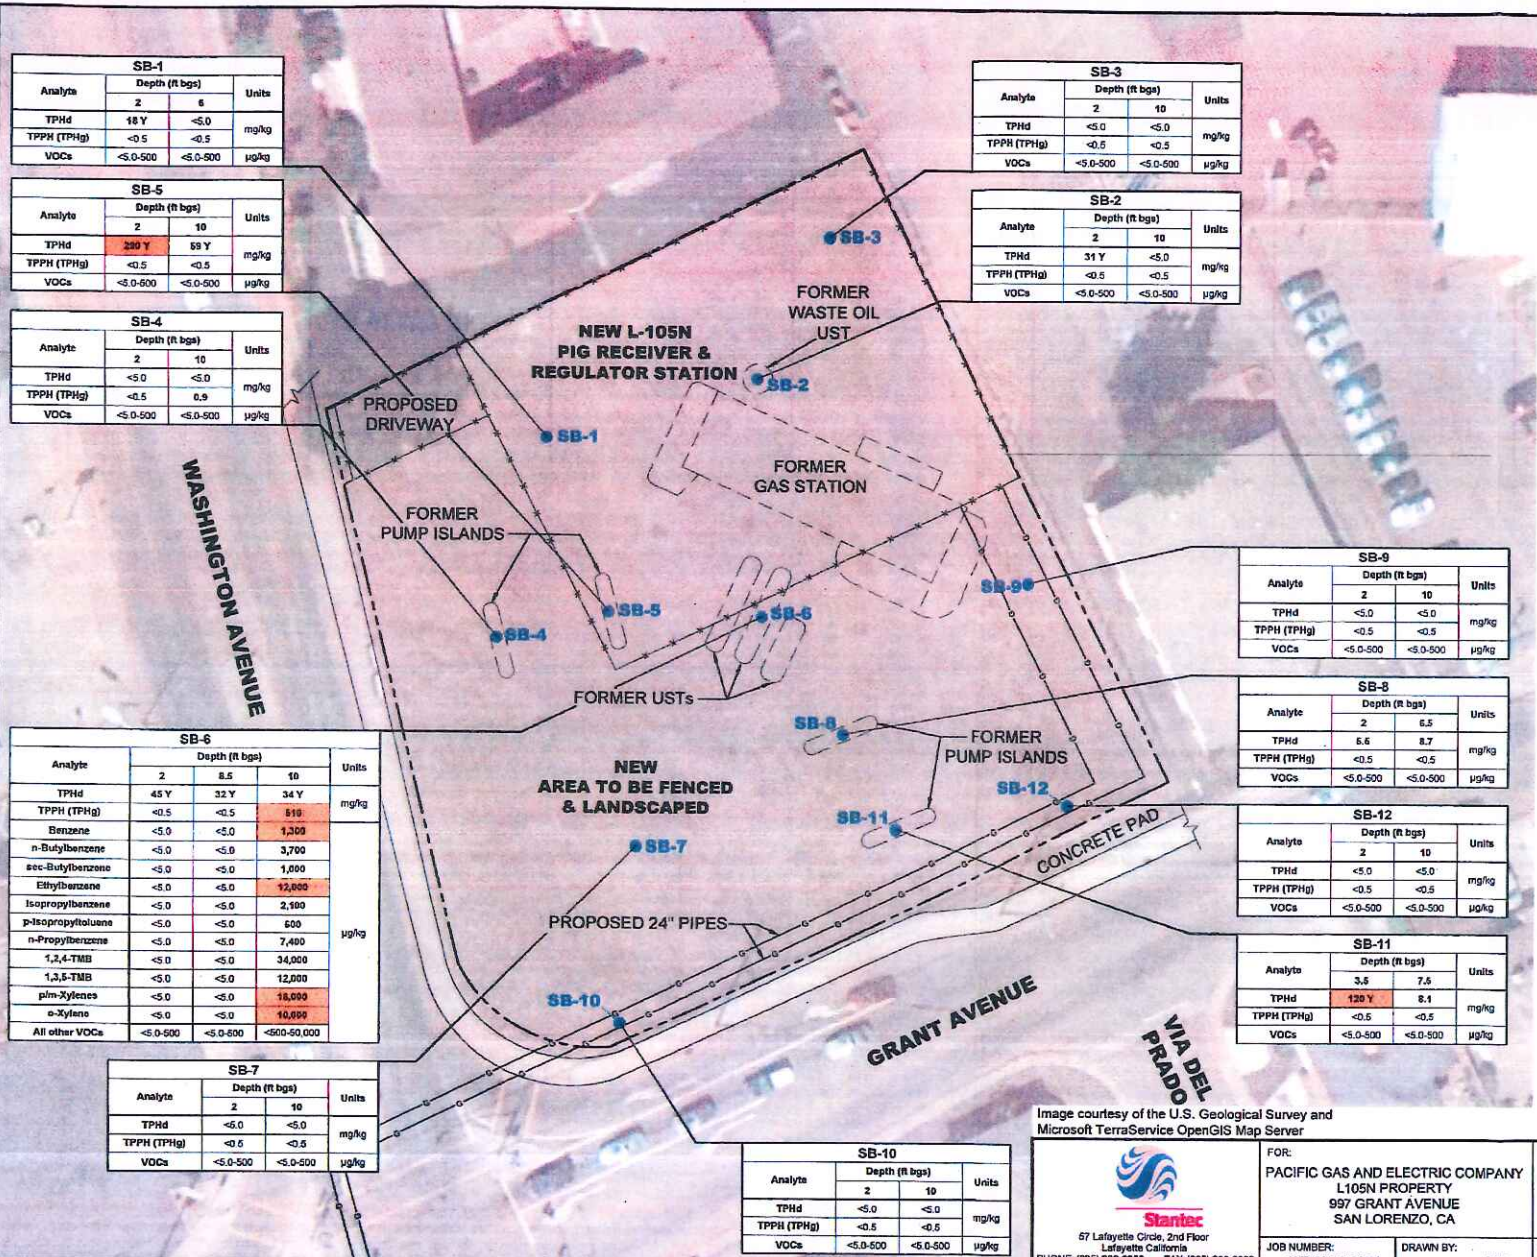 SB-1
Analyte Depth (ft bgs) Units
2 6
TPHd 18 Y <5.0 mg/kg
TPPH (TPHg) <0.5 <0.5
VOCs <5.0-500 <5.0-500 µg/kg
SB-5
Analyte Depth (ft bgs) Units
2 10
TPHd 290 Y 59 Y mg/kg
TPPH (TPHg) <0.5 <0.5
VOCs <5.0-500 <5.0-500 µg/kg
SB-4
Analyte Depth (ft bgs) Units
2 10
TPHd <5.0 <5.0 mg/kg
TPPH (TPHg) <0.5 0.9
VOCs <5.0-500 <5.0-500 µg/kg
SB-3
Analyte Depth (ft bgs) Units
2 10
TPHd <5.0 <5.0 mg/kg
TPPH (TPHg) <0.5 <0.5
VOCs <5.0-500 <5.0-500 µg/kg
SB-2
Analyte Depth (ft bgs) Units
2 10
TPHd 31 Y <5.0 mg/kg
TPPH (TPHg) <0.5 <0.5
VOCs <5.0-500 <5.0-500 µg/kg
SB-3
FORMER
WASTE OIL
UST
NEW L-105N
PIG RECEIVER &
REGULATOR STATION
SB-2
PROPOSED
DRIVEWAY
SB-1
FORMER
GAS STATION
WASHINGTON AVENUE
FORMER
PUMP ISLANDS
SB-9
SB-5
SB-6
SB-4
FORMER USTs
SB-8
FORMER
PUMP ISLANDS
NEW
AREA TO BE FENCED
& LANDSCAPED
SB-12
SB-11
SB-7
CONCRETE PAD
PROPOSED 24" PIPES
SB-10
GRANT AVENUE
VIA DEL
PRADO
SB-9
Analyte Depth (ft bgs) Units
2 10
TPHd <5.0 <5.0 mg/kg
TPPH (TPHg) <0.5 <0.5
VOCs <5.0-500 <5.0-500 µg/kg
SB-8
Analyte Depth (ft bgs) Units
2 6.5
TPHd 5.6 8.7 mg/kg
TPPH (TPHg) <0.5 <0.5
VOCs <5.0-500 <5.0-500 µg/kg
SB-12
Analyte Depth (ft bgs) Units
2 10
TPHd <5.0 <5.0 mg/kg
TPPH (TPHg) <0.5 <0.5
VOCs <5.0-500 <5.0-500 µg/kg
SB-11
Analyte Depth (ft bgs) Units
3.5 7.5
TPHd 120 Y 8.1 mg/kg
TPPH (TPHg) <0.5 <0.5
VOCs <5.0-500 <5.0-500 µg/kg
SB-6
Analyte Depth (ft bgs) Units
2 8.5 10
TPHd 45 Y 32 Y 34 Y mg/kg
TPPH (TPHg) <0.5 <0.5
Benzene <5.0 <5.0 1,300 µg/kg
n-Butylbenzene <5.0 <5.0 3,700
sec-Butylbenzene <5.0 <5.0
Ethylbenzene <5.0 <5.0 12,000
Isopropylbenzene <5.0 <5.0 2,100
p-Isopropyltoluene <5.0 <5.0 600
n-Propylbenzene <5.0 <5.0 7,400
1,2,4-TMB <5.0 <5.0 34,000
1,3,5-TMB <5.0 <5.0 12,000
p/m-Xylenes <5.0 <5.0
o-Xylene <5.0 <5.0 10,000
All other VOCs <5.0-500 <5.0-500 <500-50,000
SB-7
Analyte Depth (ft bgs) Units
2 10
TPHd <5.0 <5.0 mg/kg
TPPH (TPHg) <0.5 <0.5
VOCs <5.0-500 <5.0-500 µg/kg
SB-10
Analyte Depth (ft bgs) Units
2 10
TPHd <5.0 <5.0 mg/kg
TPPH (TPHg) <0.5 <0.5
VOCs <5.0-500 <5.0-500 µg/kg
Image courtesy of the U.S. Geological Survey and
Microsoft TerraService OpenGIS Map Server
Stantec
57 Lafayette Circle, 2nd Floor
Lafayette California
FOR:
PACIFIC GAS AND ELECTRIC COMPANY
L105N PROPERTY
997 GRANT AVENUE
SAN LORENZO, CA
JOB NUMBER: DRAWN BY: